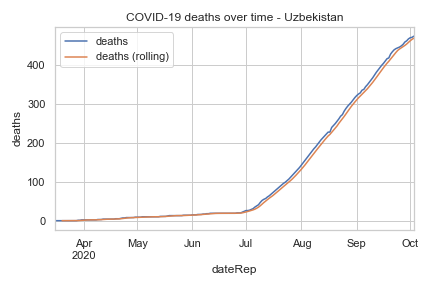 COVID-19 deaths over time - Uzbekistan
deaths
deaths (rolling)
deaths
400
300
200
100
0
Apr May Jun Jul Aug Sep Oct
2020
dateRep